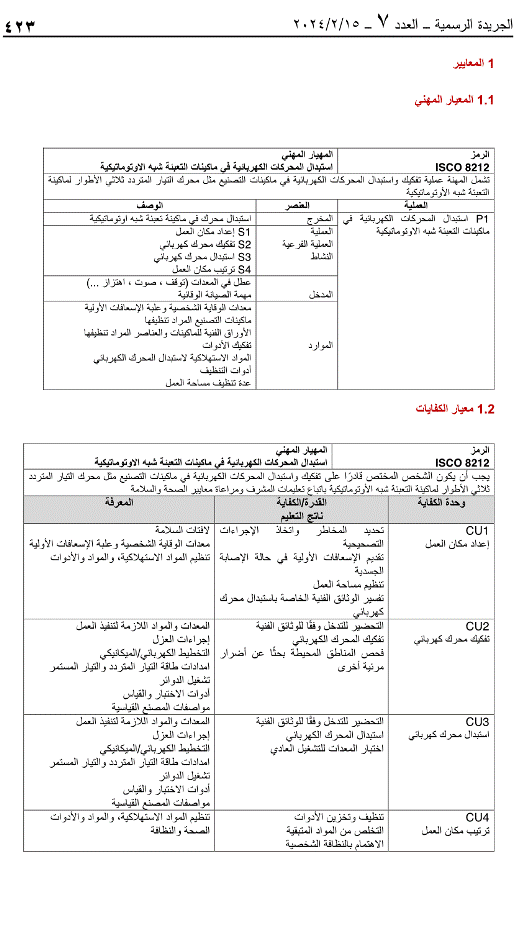 الجريدة الرسمية – العدد ٧ – ٢٠٢٤/٢/١٥
٤٢٣
1 المعايير
1.1 المعيار المهني
الرمز المهيار المهني
ISCO 8212 استبدال المحركات الكهربائية في ماكينات التعبئة شبه الاوتوماتيكية
تشمل المهنة عملية تفكيك واستبدال المحركات الكهربائية في ماكينات التصنيع مثل محرك التيار المتردد ثلاثي الأطوار لماكينة
التعبئة شبه الأوتوماتيكية
العملية العنصر الوصف
P1 استبدال المحركات الكهربائية في المخرج استبدال محرك في ماكينة تعبئة شبه اوتوماتيكية
ماكينات التعبئة شبه الاوتوماتيكية العملية S1 إعداد مكان العمل
العملية الفرعية S2 تفكيك محرك كهربائي
النشاط S3 استبدال محرك كهربائي
S4 ترتيب مكان العمل
عطل في المعدات (توقف ، صوت ، اهتزاز ...)
المدخل مهمة الصيانة الوقائية
معدات الوقاية الشخصية وعلبة الإسعافات الأولية
ماكينات التصنيع المراد تنظيفها
الأوراق الفنية للماكينات والعناصر المراد تنظيفها
الموارد تفكيك الأدوات
المواد الاستهلاكية لاستبدال المحرك الكهربائي
أدوات التنظيف
عدة تنظيف مساحة العمل
1.2 معيار الكفايات
الرمز المهيار المهني
ISCO 8212 استبدال المحركات الكهربائية في ماكينات التعبئة شبه الاوتوماتيكية
يجب أن يكون الشخص المختص قادرًا على تفكيك واستبدال المحركات الكهربائية في ماكينات التصنيع مثل محرك التيار المتردد
ثلاثي الأطوار لماكينة التعبئة شبه الأوتوماتيكية باتباع تعليمات المشرف ومراعاة معايير الصحة والسلامة
وحدة الكفاية القدرة/الكفاية المعرفة
ناتج التعليم
CU1 تحديد المخاطر واتخاذ الإجراءات لافتات السلامة
إعداد مكان العمل التصحيحية معدات الوقاية الشخصية وعلبة الإسعافات الأولية
تقديم الإسعافات الأولية في حالة الإصابة تنظيم المواد الاستهلاكية، والمواد والأدوات
الجسدية
تنظيم مساحة العمل
تفسير الوثائق الفنية الخاصة باستبدال محرك
كهربائي
CU2 التحضير للتدخل وفقًا للوثائق الفنية المعدات والمواد اللازمة لتنفيذ العمل
تفكيك محرك كهربائي تفكيك المحرك الكهربائي إجراءات العزل
فحص المناطق المحيطة بحثًا عن أضرار التخطيط الكهربائي/الميكانيكي
مرئية أخرى امدادات طاقة التيار المتردد والتيار المستمر
تشغيل الدوائر
أدوات الاختبار والقياس
مواصفات المصنع القياسية
CU3 التحضير للتدخل وفقًا للوثائق الفنية المعدات والمواد اللازمة لتنفيذ العمل
استبدال محرك كهربائي استبدال المحرك الكهربائي إجراءات العزل
اختبار المعدات للتشغيل العادي التخطيط الكهربائي/الميكانيكي
امدادات طاقة التيار المتردد والتيار المستمر
تشغيل الدوائر
أدوات الاختبار والقياس
مواصفات المصنع القياسية
CU4 تنظيف وتخزين الأدوات تنظيم المواد الاستهلاكية، والمواد والأدوات
ترتيب مكان العمل التخلص من المواد المتبقية الصحة والنظافة
الاهتمام بالنظافة الشخصية